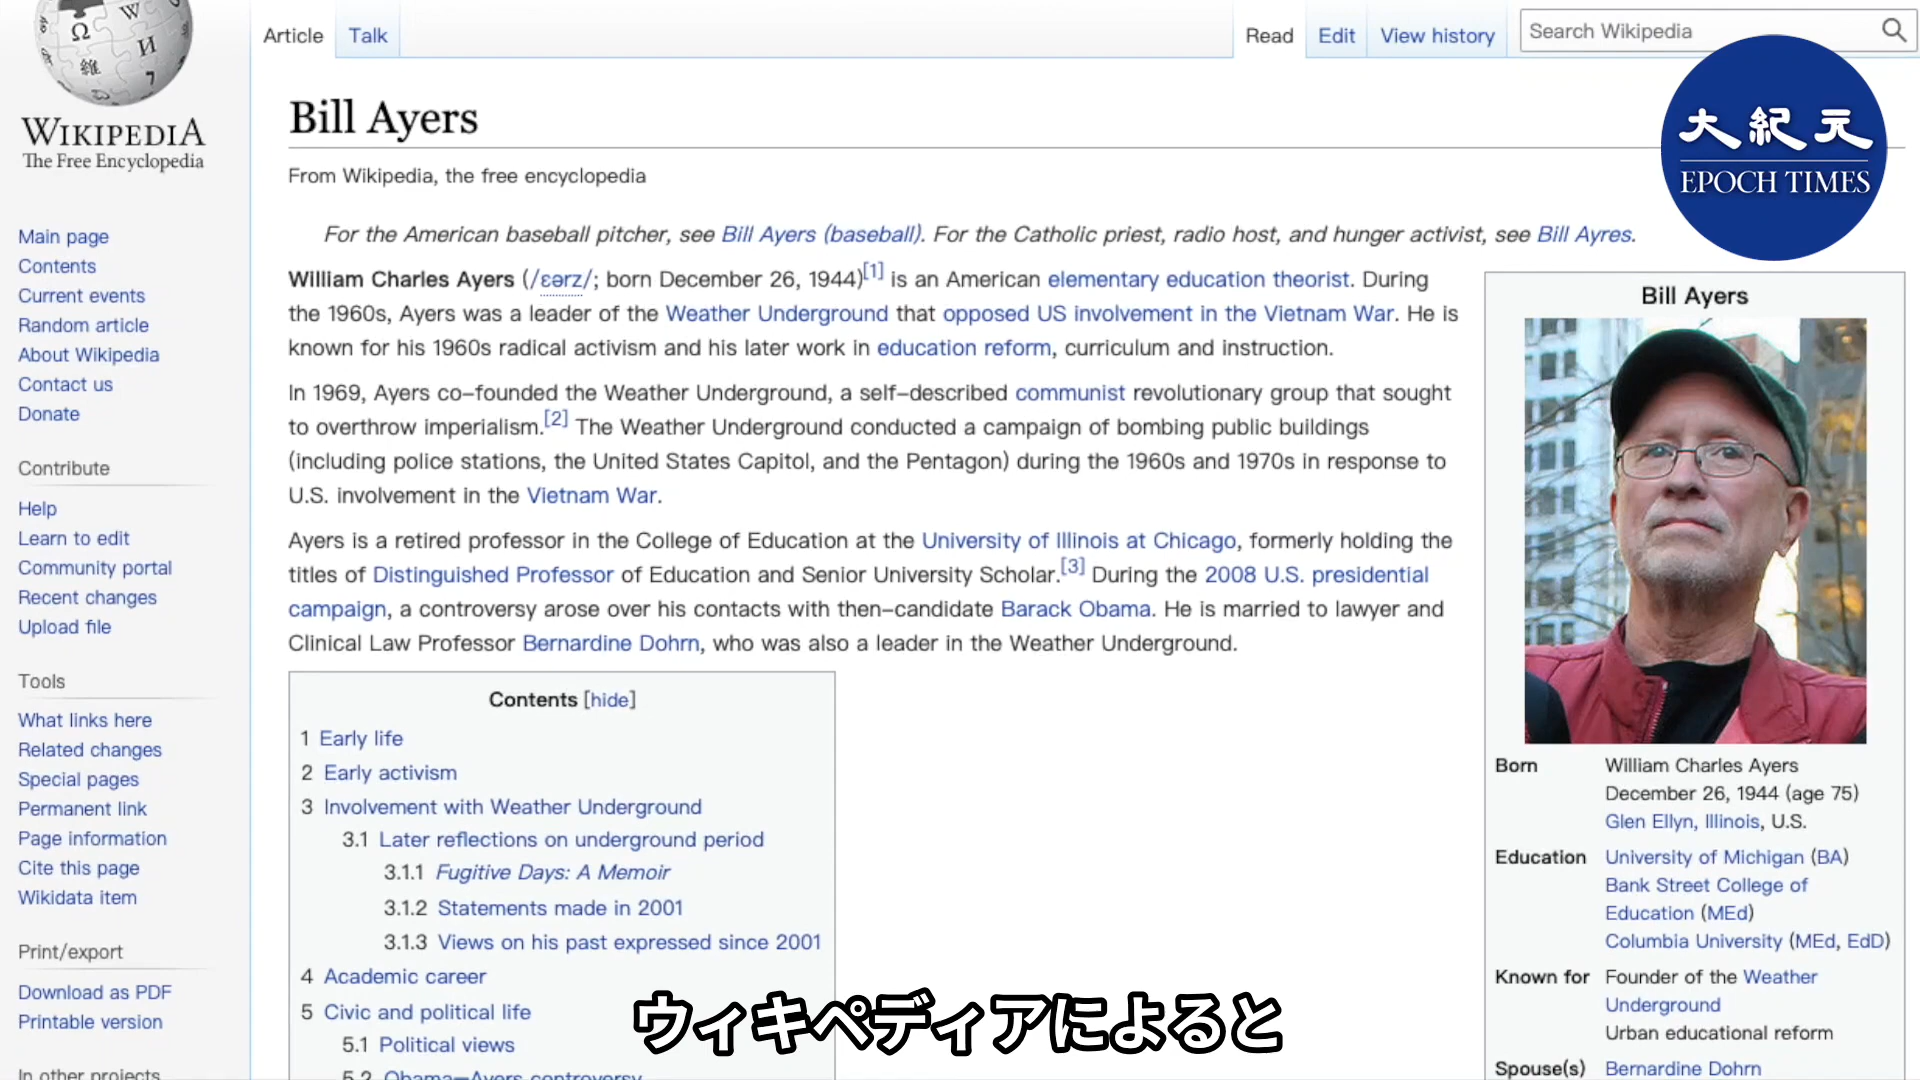 Article
Talk
Read
Edit
View history
Search Wikipedia
WIKIPEDIA
The Free Encyclopedia
大紀元
EPOCH TIMES
Main page
Contents
Current events
Random article
About Wikipedia
Contact us
Donate
Contribute
Help
Learn to edit
Community portal
Recent changes
Upload file
Tools
What links here
Related changes
Special pages
Permanent link
Page information
Cite this page
Wikidata item
Print/export
Download as PDF
Printable version
In other projects
Bill Ayers
From Wikipedia, the free encyclopedia
For the American baseball pitcher, see Bill Ayers (baseball). For the Catholic priest, radio host, and hunger activist, see Bill Ayres.
William Charles Ayers (/ɛərz/; born December 26, 1944)[1] is an American elementary education theorist. During
the 1960s, Ayers was a leader of the Weather Underground that opposed US involvement in the Vietnam War. He is
known for his 1960s radical activism and his later work in education reform, curriculum and instruction.
In 1969, Ayers co-founded the Weather Underground, a self-described communist revolutionary group that sought
to overthrow imperialism.[2] The Weather Underground conducted a campaign of bombing public buildings
(including police stations, the United States Capitol, and the Pentagon) during the 1960s and 1970s in response to
U.S. involvement in the Vietnam War.
Ayers is a retired professor in the College of Education at the University of Illinois at Chicago, formerly holding the
titles of Distinguished Professor of Education and Senior University Scholar.[3] During the 2008 U.S. presidential
campaign, a controversy arose over his contacts with then-candidate Barack Obama. He is married to lawyer and
Clinical Law Professor Bernardine Dohrn, who was also a leader in the Weather Underground.
Contents [hide]
1 Early life
2 Early activism
3 Involvement with Weather Underground
3.1 Later reflections on underground period
3.1.1 Fugitive Days: A Memoir
3.1.2 Statements made in 2001
3.1.3 Views on his past expressed since 2001
4 Academic career
5 Civic and political life
5.1 Political views
5.2 Obama–Ayers controversy
Bill Ayers
Born William Charles Ayers
December 26, 1944 (age 75)
Glen Ellyn, Illinois, U.S.
Education University of Michigan (BA)
Bank Street College of
Education (MEd)
Columbia University (MEd, EdD)
Known for Founder of the Weather
Underground
Urban educational reform
Spouse(s) Bernardine Dohrn
ウィキペディアによると